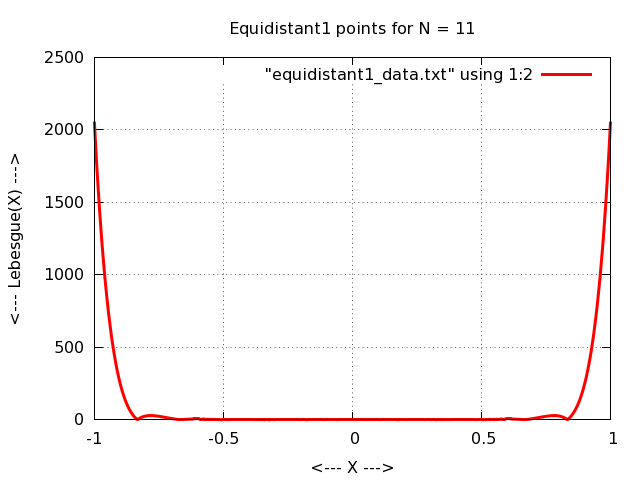 Equidistant1 points for N = 11
"equidistant1_data.txt" using 1:2
2500
2000
1500
1000
500
0
<--- Lebesgue(X) --->
-1
-0.5
0
0.5
1
<--- X --->